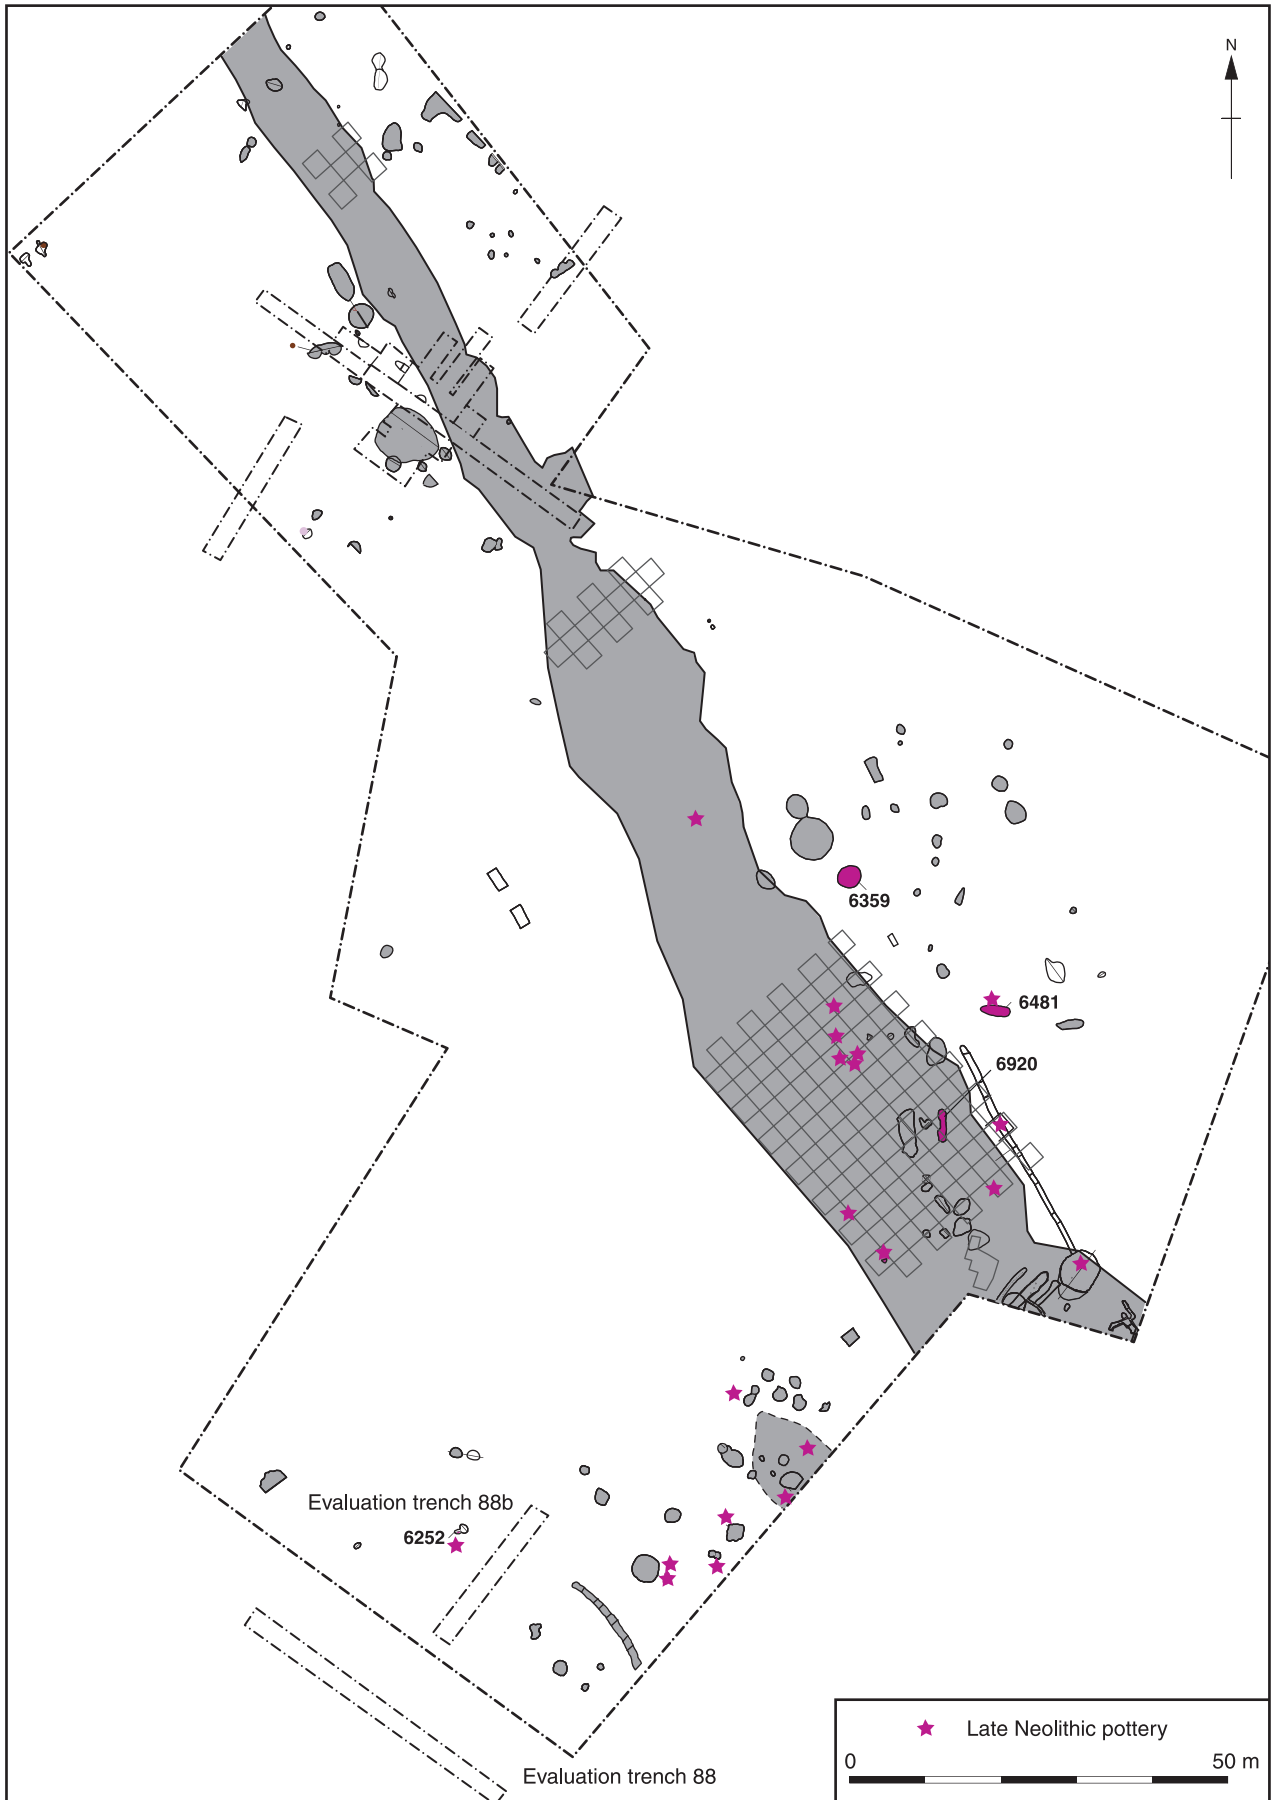 N
6359
6481
6920
Evaluation trench 88b
6252
Evaluation trench 88
Late Neolithic pottery
0 50 m